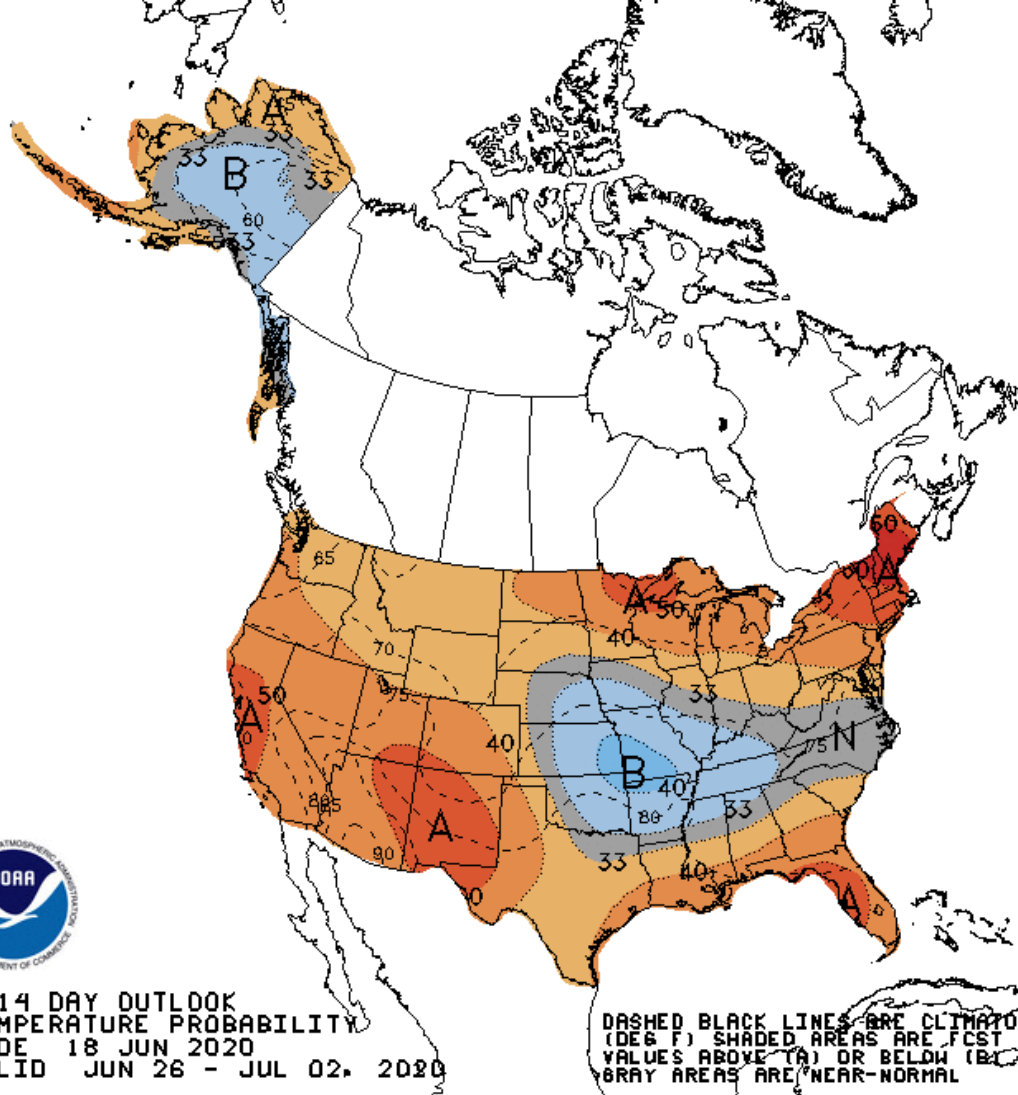 A
33
33
B
33
60
33
60
A
60
65
A
50
40
70
33
50
75
A
N
75
40
B
40
80
33
33
A
90
40
A
14 DAY OUTLOOK
MPERATURE PROBABILITY
DE 18 JUN 2020
LID JUN 26 - JUL 02, 2020
DASHED BLACK LINES ARE CLIMATO
(DEG F) SHADED AREAS ARE FCST
VALUES ABOVE (A) OR BELOW (B)
GRAY AREAS ARE NEAR-NORMAL